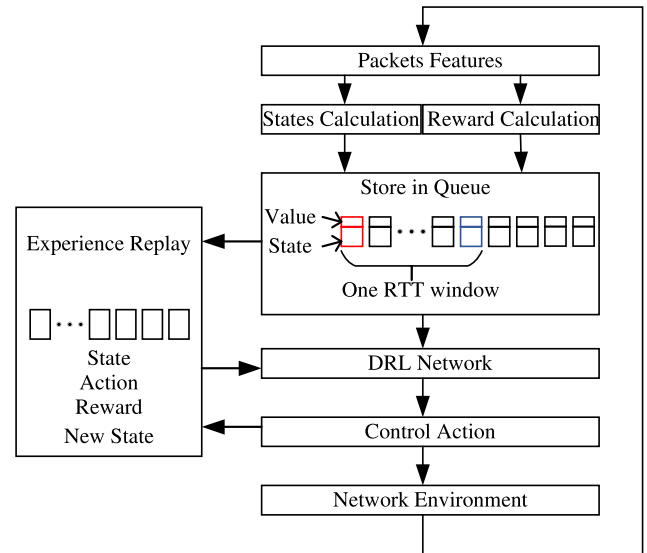 Packets Features
States Calculation
Reward Calculation
Store in Queue
Value
State
One RTT window
Experience Replay
State
Action
Reward
New State
DRL Network
Control Action
Network Environment